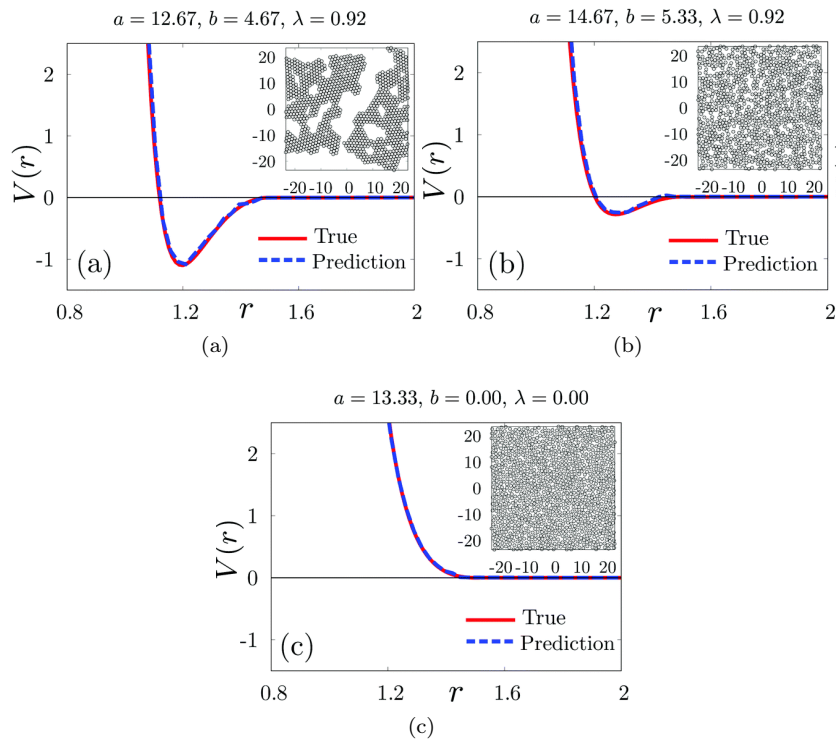 a = 12.67, b = 4.67, λ = 0.92
V(r)
2
1
0
-1
20
10
0
-10
-20
-20 -10 0 10 20
True
Prediction
(a)
0.8 1.2 r 1.6 2
(a)
a = 14.67, b = 5.33, λ = 0.92
V(r)
2
1
0
-1
20
10
0
-10
-20
-20 -10 0 10 20
True
Prediction
(b)
0.8 1.2 r 1.6 2
(b)
a = 13.33, b = 0.00, λ = 0.00
V(r)
2
1
0
-1
20
10
0
-10
-20
-20 -10 0 10 20
True
Prediction
(c)
0.8 1.2 r 1.6 2
(c)